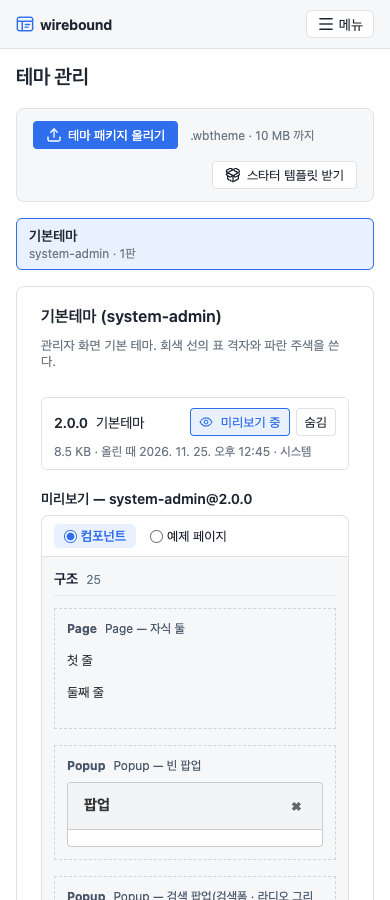 wirebound
메뉴
테마 관리
테마 패키지 올리기
.wbtheme · 10 MB 까지
스타터 템플릿 받기
기본테마
system-admin · 1판
기본테마 (system-admin)
관리자 화면 기본 테마. 회색 선의 표 격자와 파란 주색을 쓴
다.
2.0.0 기본테마
미리보기 중
숨김
8.5 KB · 올린 때 2026. 11. 25. 오후 12:45 · 시스템
미리보기 — system-admin@2.0.0
컴포넌트
예제 페이지
구조 25
Page Page — 자식 둘
첫 줄
둘째 줄
Popup Popup — 빈 팝업
팝업
Popup Popup — 검색 팝업(검색폼 · 라디오 그리